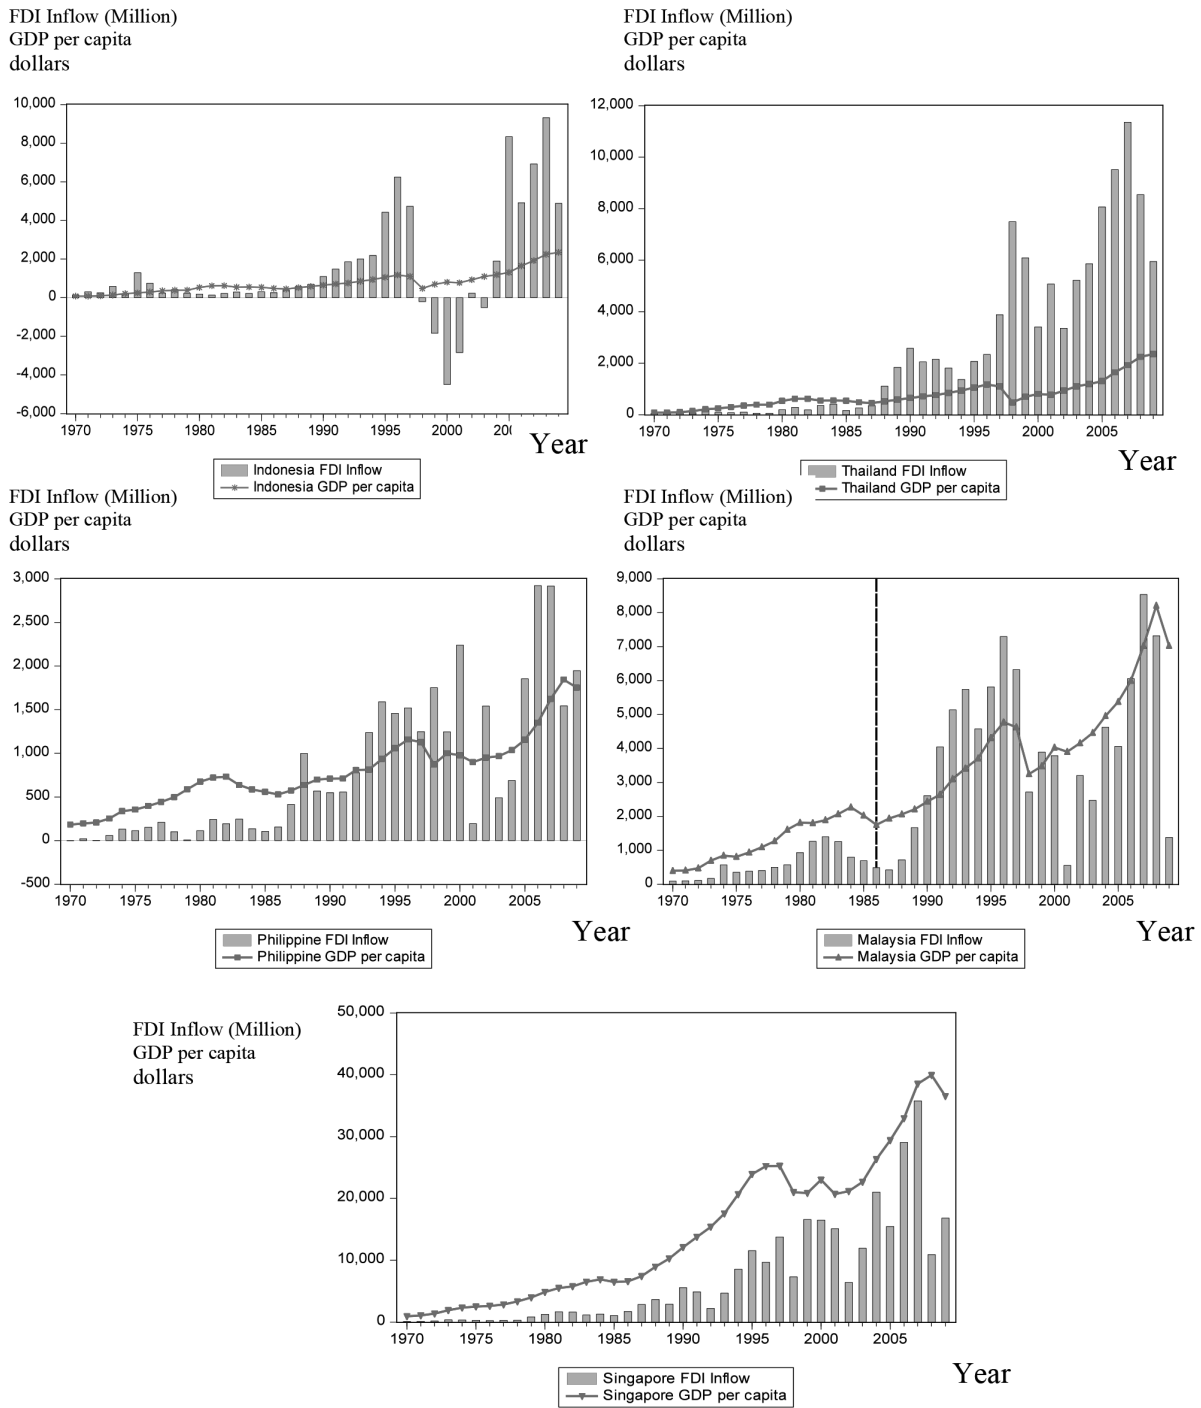 FDI Inflow (Million)
GDP per capita
dollars
10,000
8,000
6,000
4,000
2,000
0
-2,000
-4,000
-6,000
1970 1975 1980 1985 1990 1995 2000 20
Year
Indonesia FDI Inflow
Indonesia GDP per capita
FDI Inflow (Million)
GDP per capita
dollars
12,000
10,000
8,000
6,000
4,000
2,000
0
1970 1975 1980 1985 1990 1995 2000 2005
Year
Thailand FDI Inflow
Thailand GDP per capita
FDI Inflow (Million)
GDP per capita
dollars
3,000
2,500
2,000
1,500
1,000
500
0
-500
1970 1975 1980 1985 1990 1995 2000 2005
Year
Philippine FDI Inflow
Philippine GDP per capita
FDI Inflow (Million)
GDP per capita
dollars
9,000
8,000
7,000
6,000
5,000
4,000
3,000
2,000
1,000
0
1970 1975 1980 1985 1990 1995 2000 2005
Year
Malaysia FDI Inflow
Malaysia GDP per capita
FDI Inflow (Million)
GDP per capita
dollars
50,000
40,000
30,000
20,000
10,000
0
1970 1975 1980 1985 1990 1995 2000 2005
Year
Singapore FDI Inflow
Singapore GDP per capita